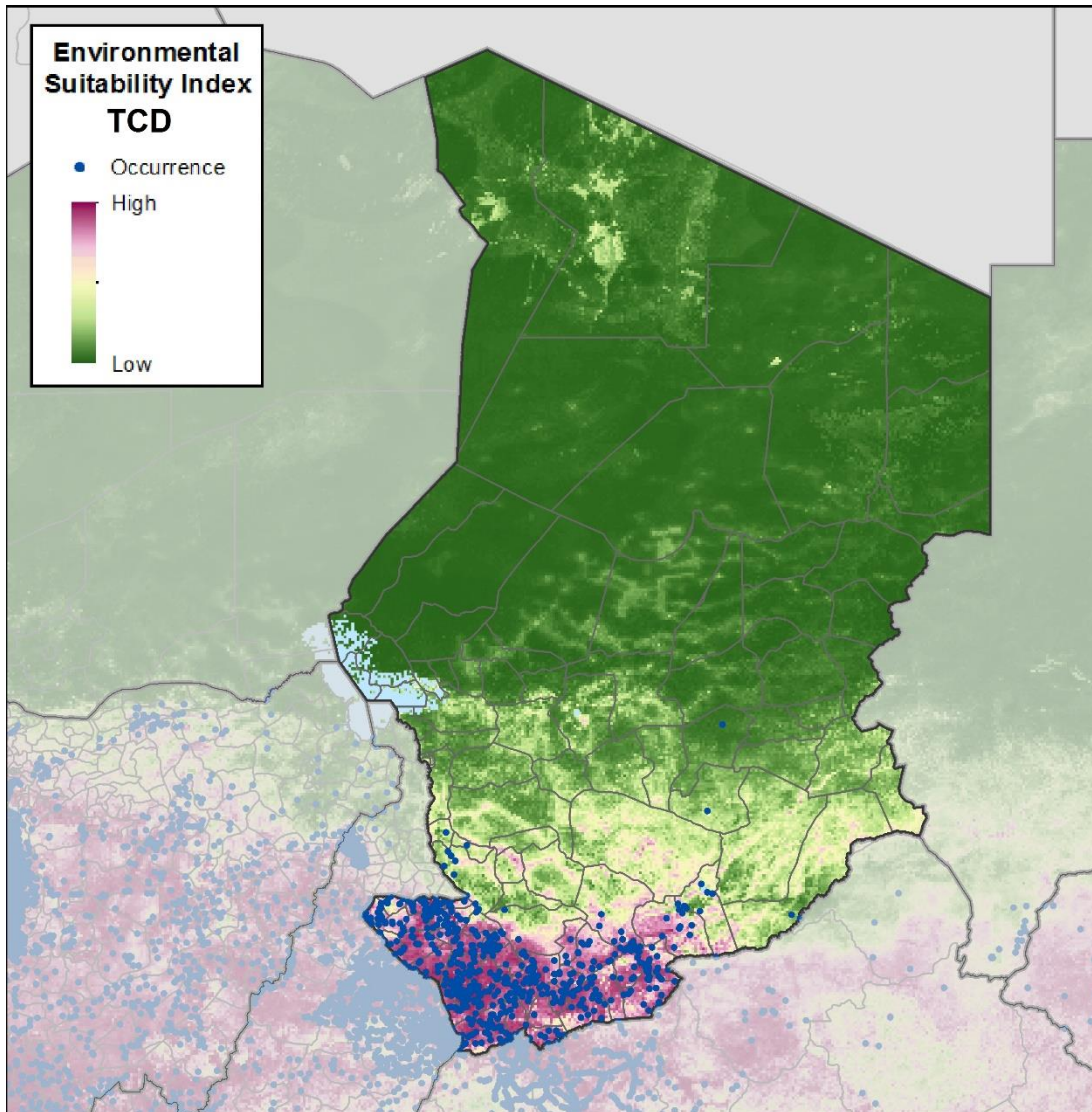 Environmental
Suitability Index
TCD
Occurrence
High
Low